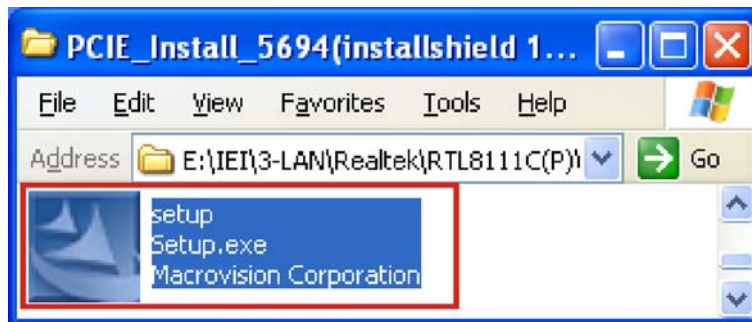 PCIE_Install_5694(installshield 1...
File Edit View Favorites Tools Help
Address E:\IEI\3-LAN\Realtek\RTL8111C(P)\ Go
setup
Setup.exe
Macrovision Corporation